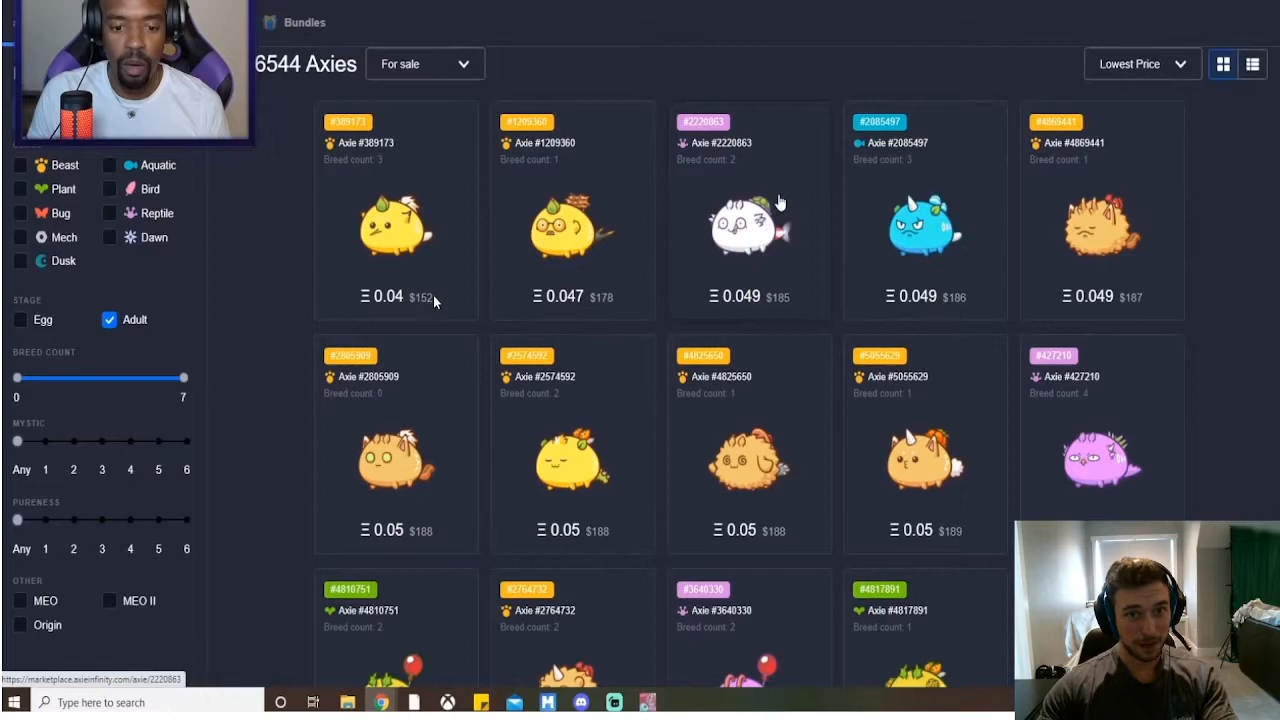 Bundles
6544 Axies
For sale
Lowest Price
Beast
Aquatic
Plant
Bird
Bug
Reptile
Mech
Dawn
Dusk
STAGE
Egg
Adult
BREED COUNT
0 7
MYSTIC
Any 1 2 3 4 5 6
PURENESS
Any 1 2 3 4 5 6
OTHER
MEO
MEO II
Origin
#389173
Axie #389173
Breed count: 3
Ξ 0.04 $152
#1209360
Axie #1209360
Breed count: 1
Ξ 0.047 $178
#2220863
Axie #2220863
Breed count: 2
Ξ 0.049 $185
#2085497
Axie #2085497
Breed count: 3
Ξ 0.049 $186
#4869441
Axie #4869441
Breed count: 1
Ξ 0.049 $187
#2805909
Axie #2805909
Breed count: 0
Ξ 0.05 $188
#2574592
Axie #2574592
Breed count: 2
Ξ 0.05 $188
#4825650
Axie #4825650
Breed count: 1
Ξ 0.05 $188
#5055629
Axie #5055629
Breed count: 1
Ξ 0.05 $189
#427210
Axie #427210
Breed count: 4
#4810751
Axie #4810751
Breed count: 2
#2764732
Axie #2764732
Breed count: 2
#3640330
Axie #3640330
Breed count: 2
#4817891
Axie #4817891
Breed count: 1
https://marketplace.axieinfinity.com/axie/2220863
Type here to search